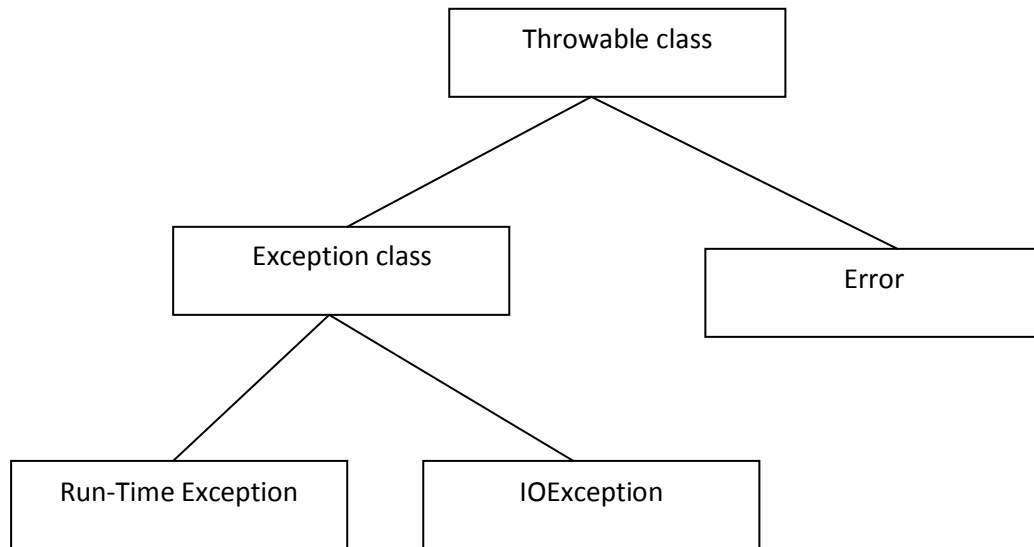 Throwable class
Exception class
Error
Run-Time Exception
IOException